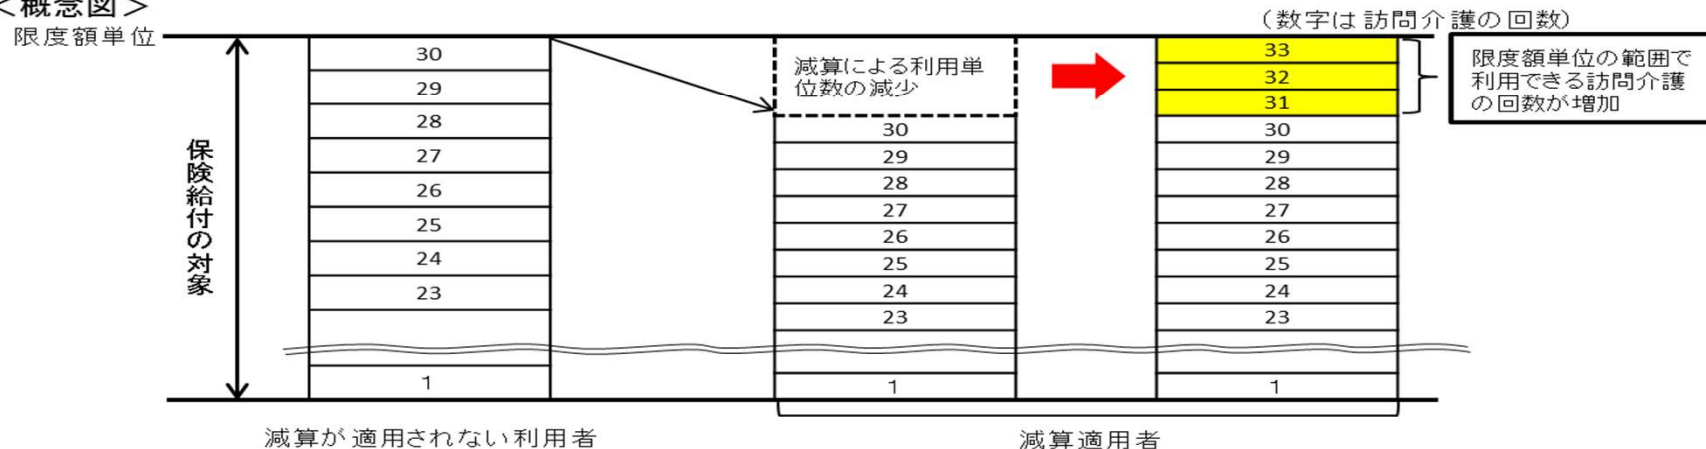 ＜概念図＞
（数字は訪問介護の回数）
限度額単位
保険給付の対象
30
29
28
27
26
25
24
23
1
減算が適用されない利用者
減算による利用単
位数の減少
30
29
28
27
26
25
24
23
1
33
32
31
30
29
28
27
26
25
24
23
1
減算適用者
限度額単位の範囲で
利用できる訪問介護
の回数が増加